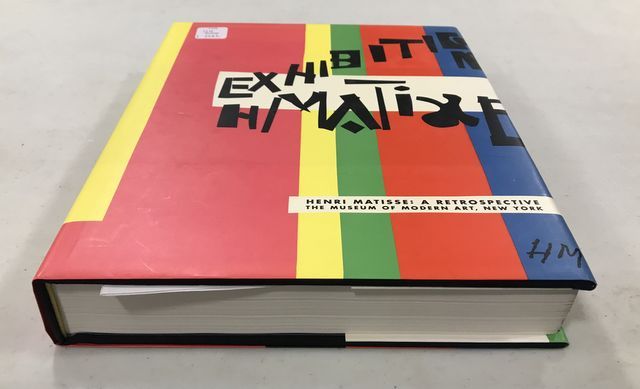 EXHIBITION
H. MATISSE
HENRI MATISSE: A RETROSPECTIVE
THE MUSEUM OF MODERN ART, NEW YORK
HM